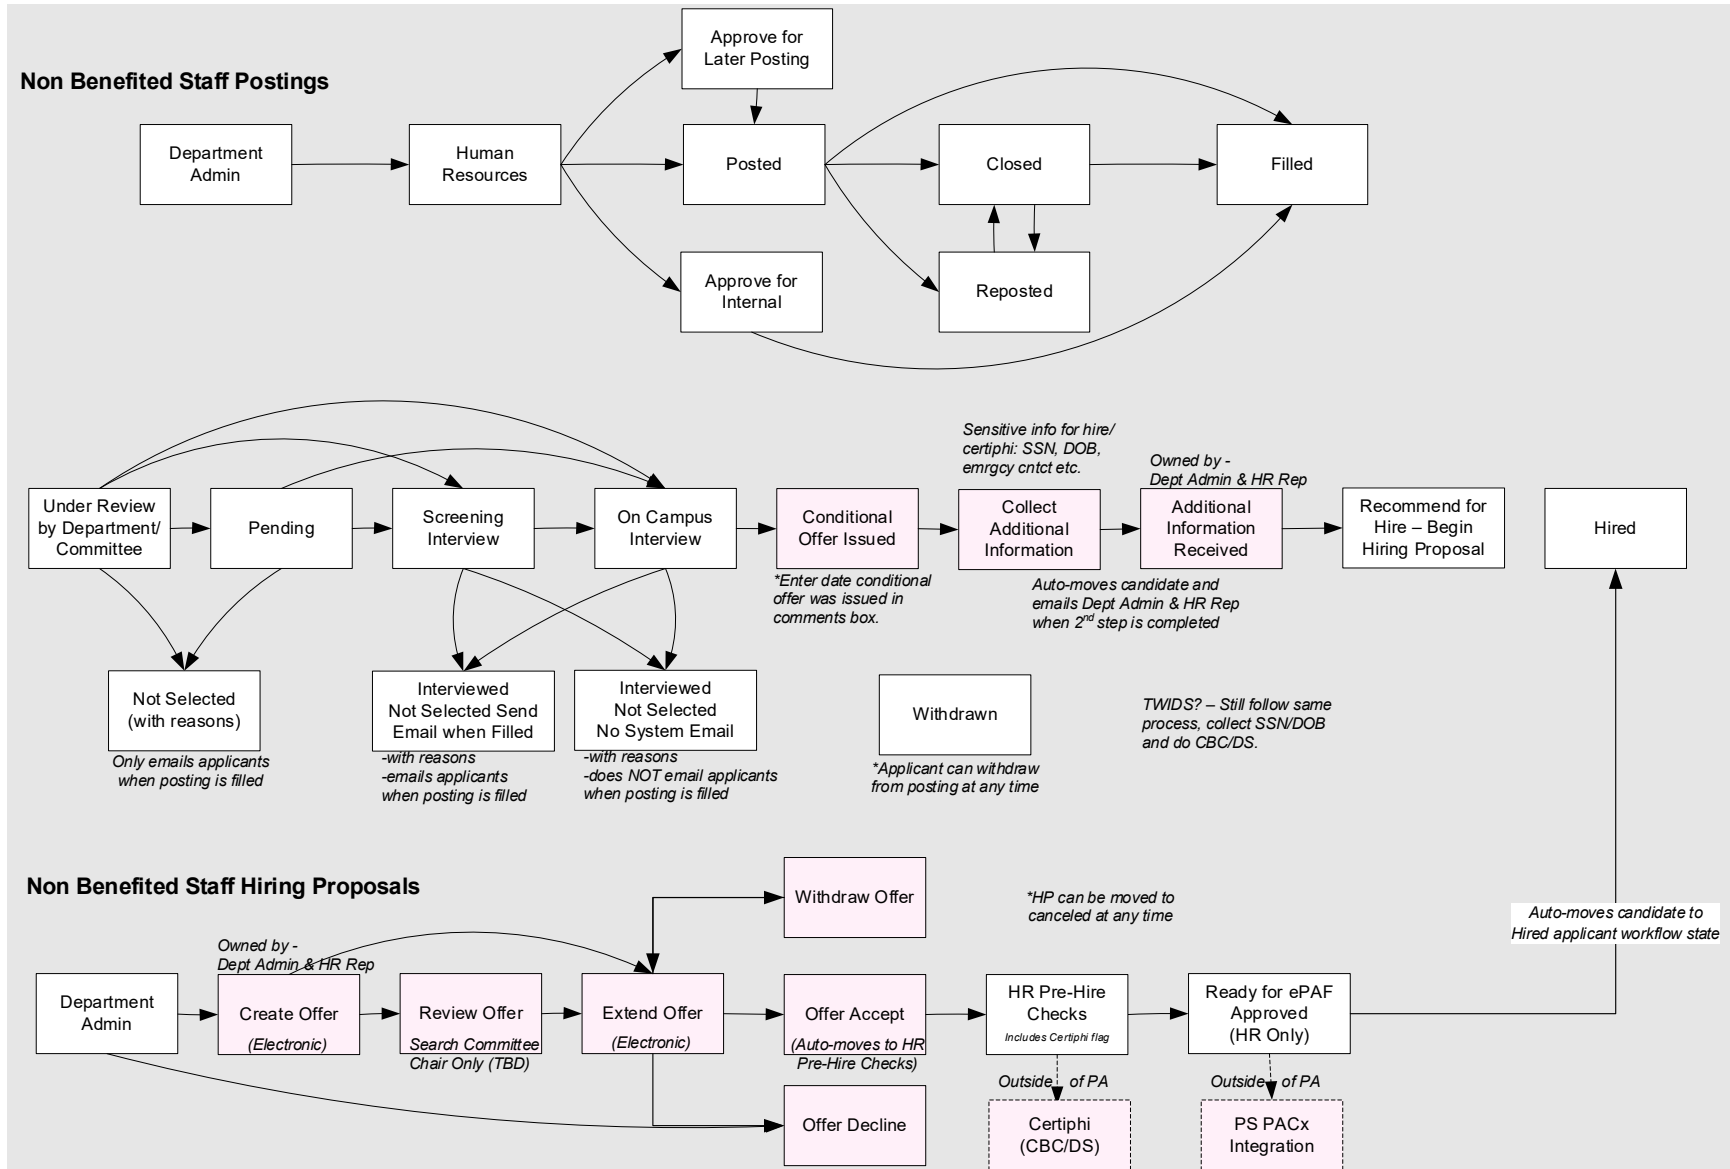 Non Benefited Staff Postings
Approve for
Later Posting
Department
Admin
Human
Resources
Posted
Closed
Filled
Approve for
Internal
Reposted
Sensitive info for hire/
certiphi: SSN, DOB,
emrgcy cntct etc.
Owned by -
Dept Admin & HR Rep
Under Review
by Department/
Committee
Pending
Screening
Interview
On Campus
Interview
Conditional
Offer Issued
Collect
Additional
Information
Additional
Information
Received
Recommend for
Hire – Begin
Hiring Proposal
Hired
*Enter date conditional
offer was issued in
comments box.
Auto-moves candidate and
emails Dept Admin & HR Rep
when 2nd step is completed
Not Selected
(with reasons)
Only emails applicants
when posting is filled
Interviewed
Not Selected Send
Email when Filled
-with reasons
-emails applicants
when posting is filled
Interviewed
Not Selected
No System Email
-with reasons
-does NOT email applicants
when posting is filled
Withdrawn
*Applicant can withdraw
from posting at any time
TWIDS? – Still follow same
process, collect SSN/DOB
and do CBC/DS.
Non Benefited Staff Hiring Proposals
Withdraw Offer
*HP can be moved to
canceled at any time
Auto-moves candidate to
Hired applicant workflow state
Owned by -
Dept Admin & HR Rep
Department
Admin
Create Offer
(Electronic)
Review Offer
Search Committee
Chair Only (TBD)
Extend Offer
(Electronic)
Offer Accept
(Auto-moves to HR
Pre-Hire Checks)
HR Pre-Hire
Checks
Includes Certiphi flag
Ready for ePAF
Approved
(HR Only)
Outside of PA
Outside of PA
Offer Decline
Certiphi
(CBC/DS)
PS PACx
Integration